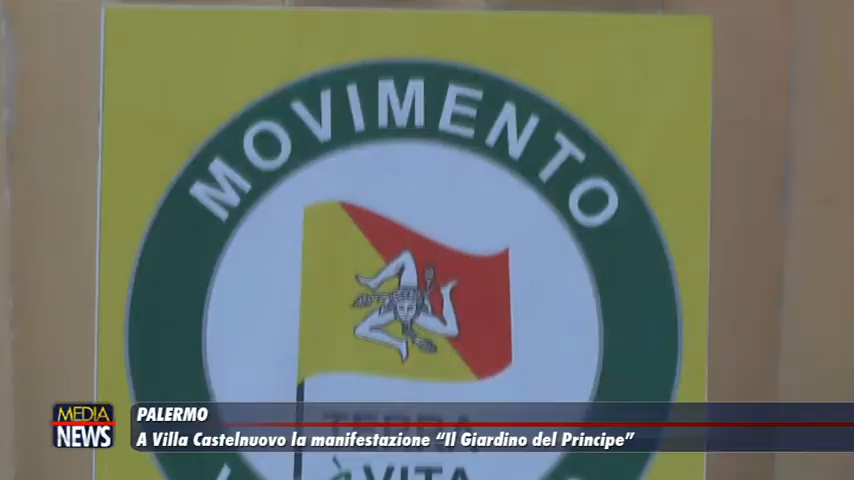 MOVIMENTO
TERRA
È VITA
MEDIA
NEWS
PALERMO
A Villa Castelnuovo la manifestazione “Il Giardino del Principe”